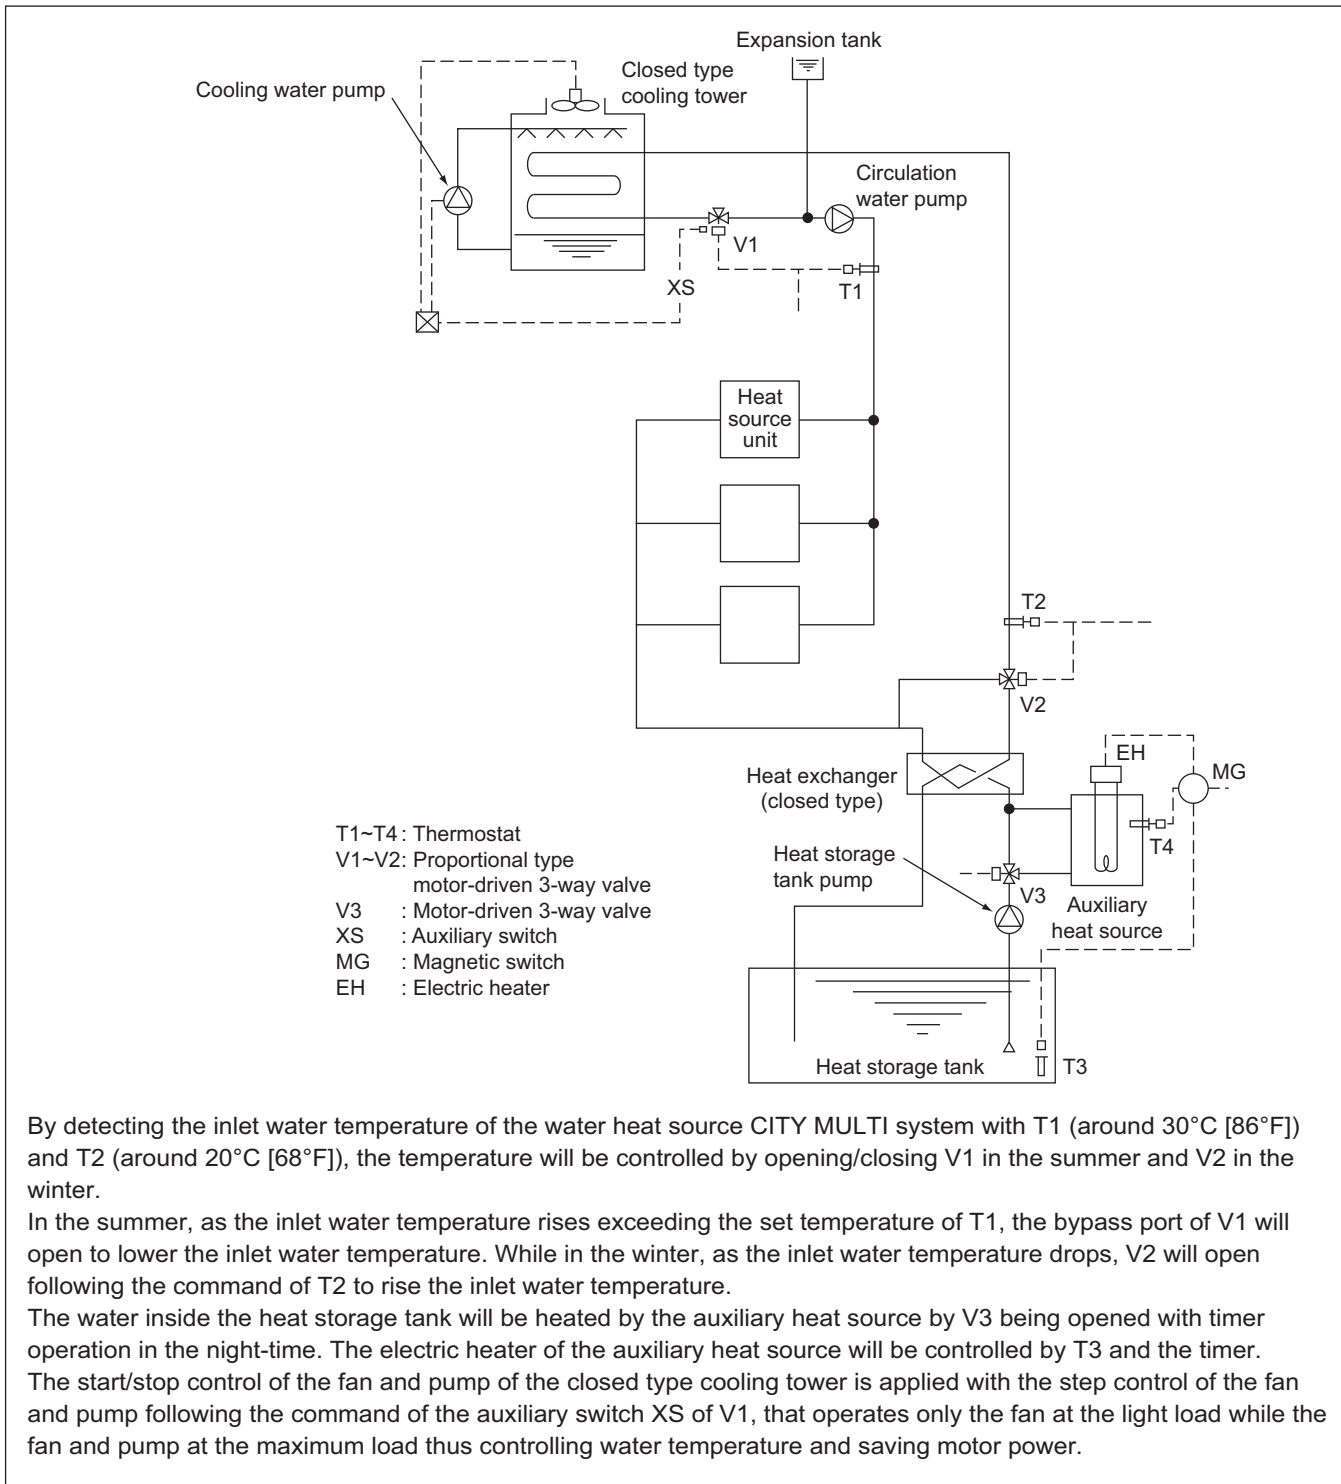 Expansion tank
Cooling water pump
Closed type
cooling tower
Circulation
water pump
V1
XS
T1
Heat
source
unit
T2
V2
Heat exchanger
(closed type)
EH
MG
T4
Heat storage
tank pump
V3
Auxiliary
heat source
T1~T4 : Thermostat
V1~V2: Proportional type
motor-driven 3-way valve
V3 : Motor-driven 3-way valve
XS : Auxiliary switch
MG : Magnetic switch
EH : Electric heater
Heat storage tank
T3
By detecting the inlet water temperature of the water heat source CITY MULTI system with T1 (around 30°C [86°F])
and T2 (around 20°C [68°F]), the temperature will be controlled by opening/closing V1 in the summer and V2 in the
winter.
In the summer, as the inlet water temperature rises exceeding the set temperature of T1, the bypass port of V1 will
open to lower the inlet water temperature. While in the winter, as the inlet water temperature drops, V2 will open
following the command of T2 to rise the inlet water temperature.
The water inside the heat storage tank will be heated by the auxiliary heat source by V3 being opened with timer
operation in the night-time. The electric heater of the auxiliary heat source will be controlled by T3 and the timer.
The start/stop control of the fan and pump of the closed type cooling tower is applied with the step control of the fan
and pump following the command of the auxiliary switch XS of V1, that operates only the fan at the light load while the
fan and pump at the maximum load thus controlling water temperature and saving motor power.